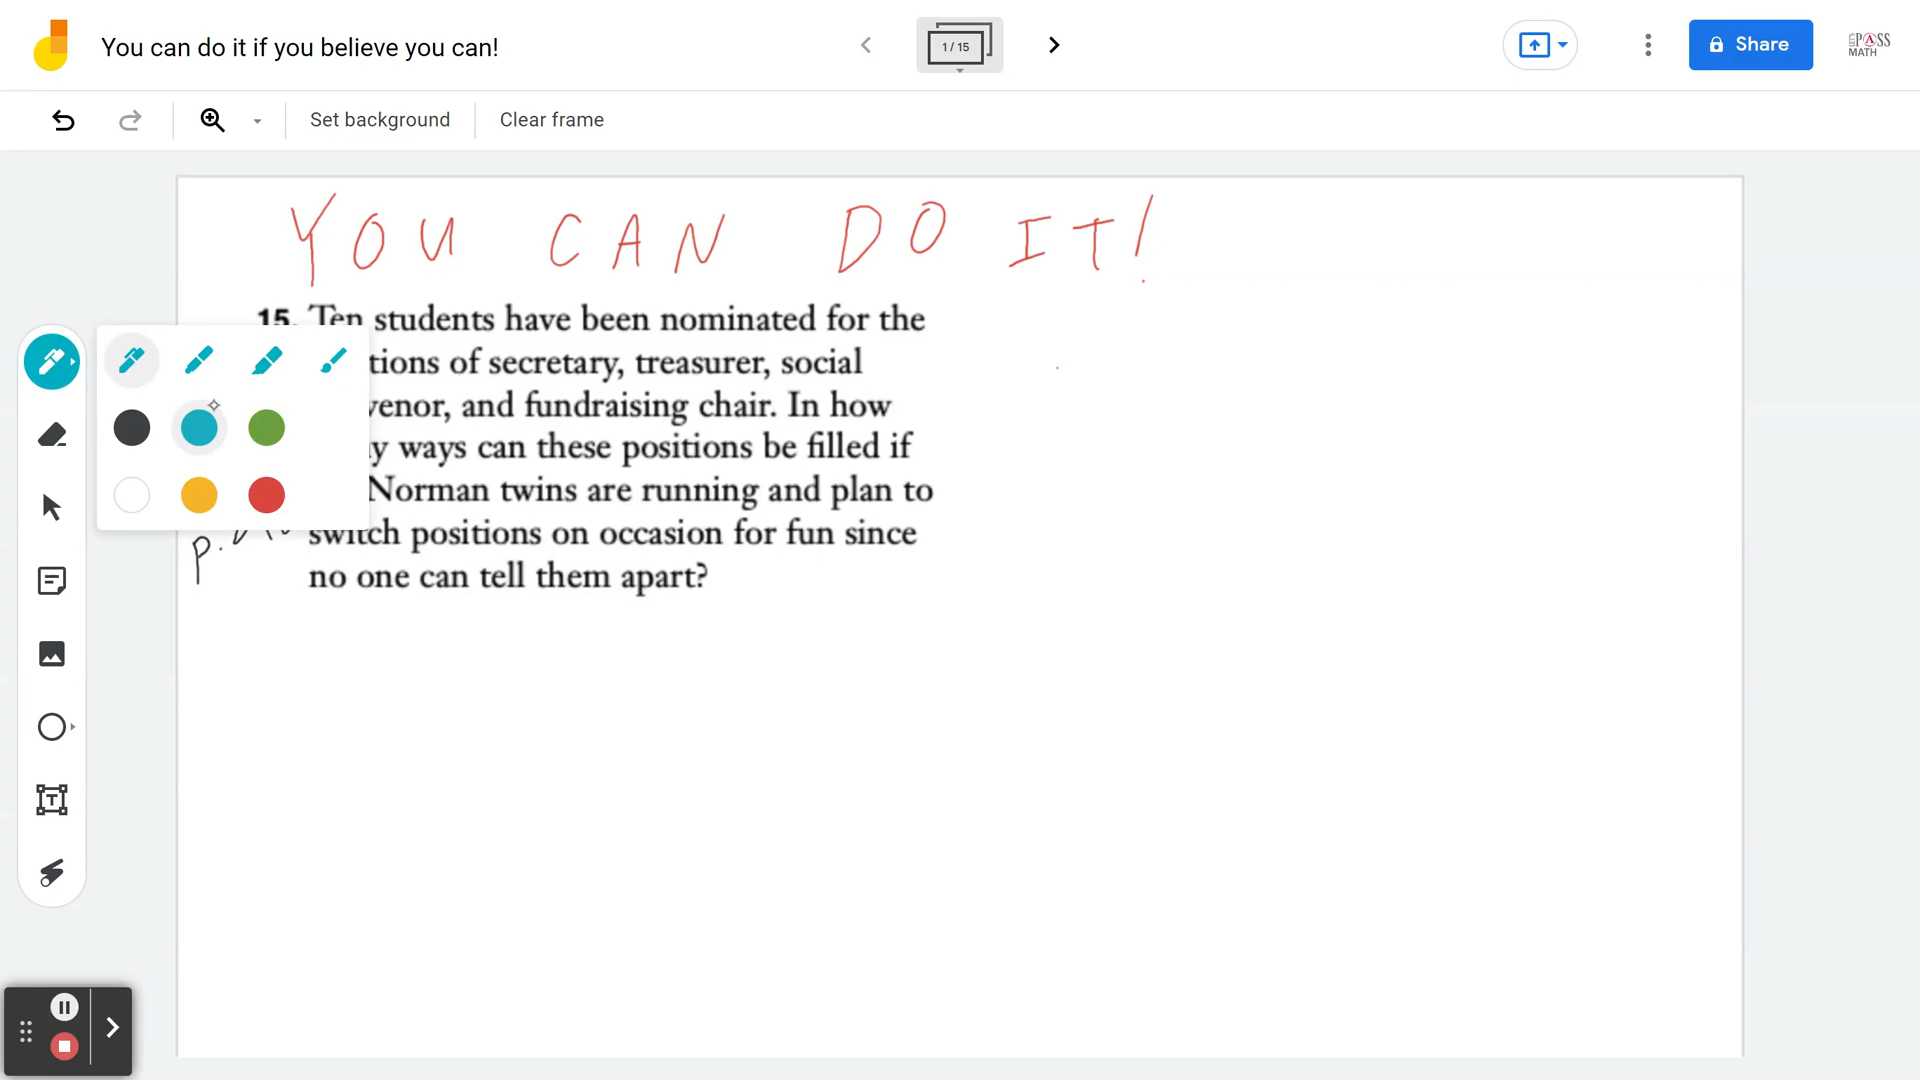 You can do it if you believe you can!
1 / 15
Share
PASS
MATH
Set background
Clear frame
YOU CAN DO IT!
15. Ten students have been nominated for the
tions of secretary, treasurer, social
venor, and fundraising chair. In how
y ways can these positions be filled if
Norman twins are running and plan to
switch positions on occasion for fun since
no one can tell them apart?
p.